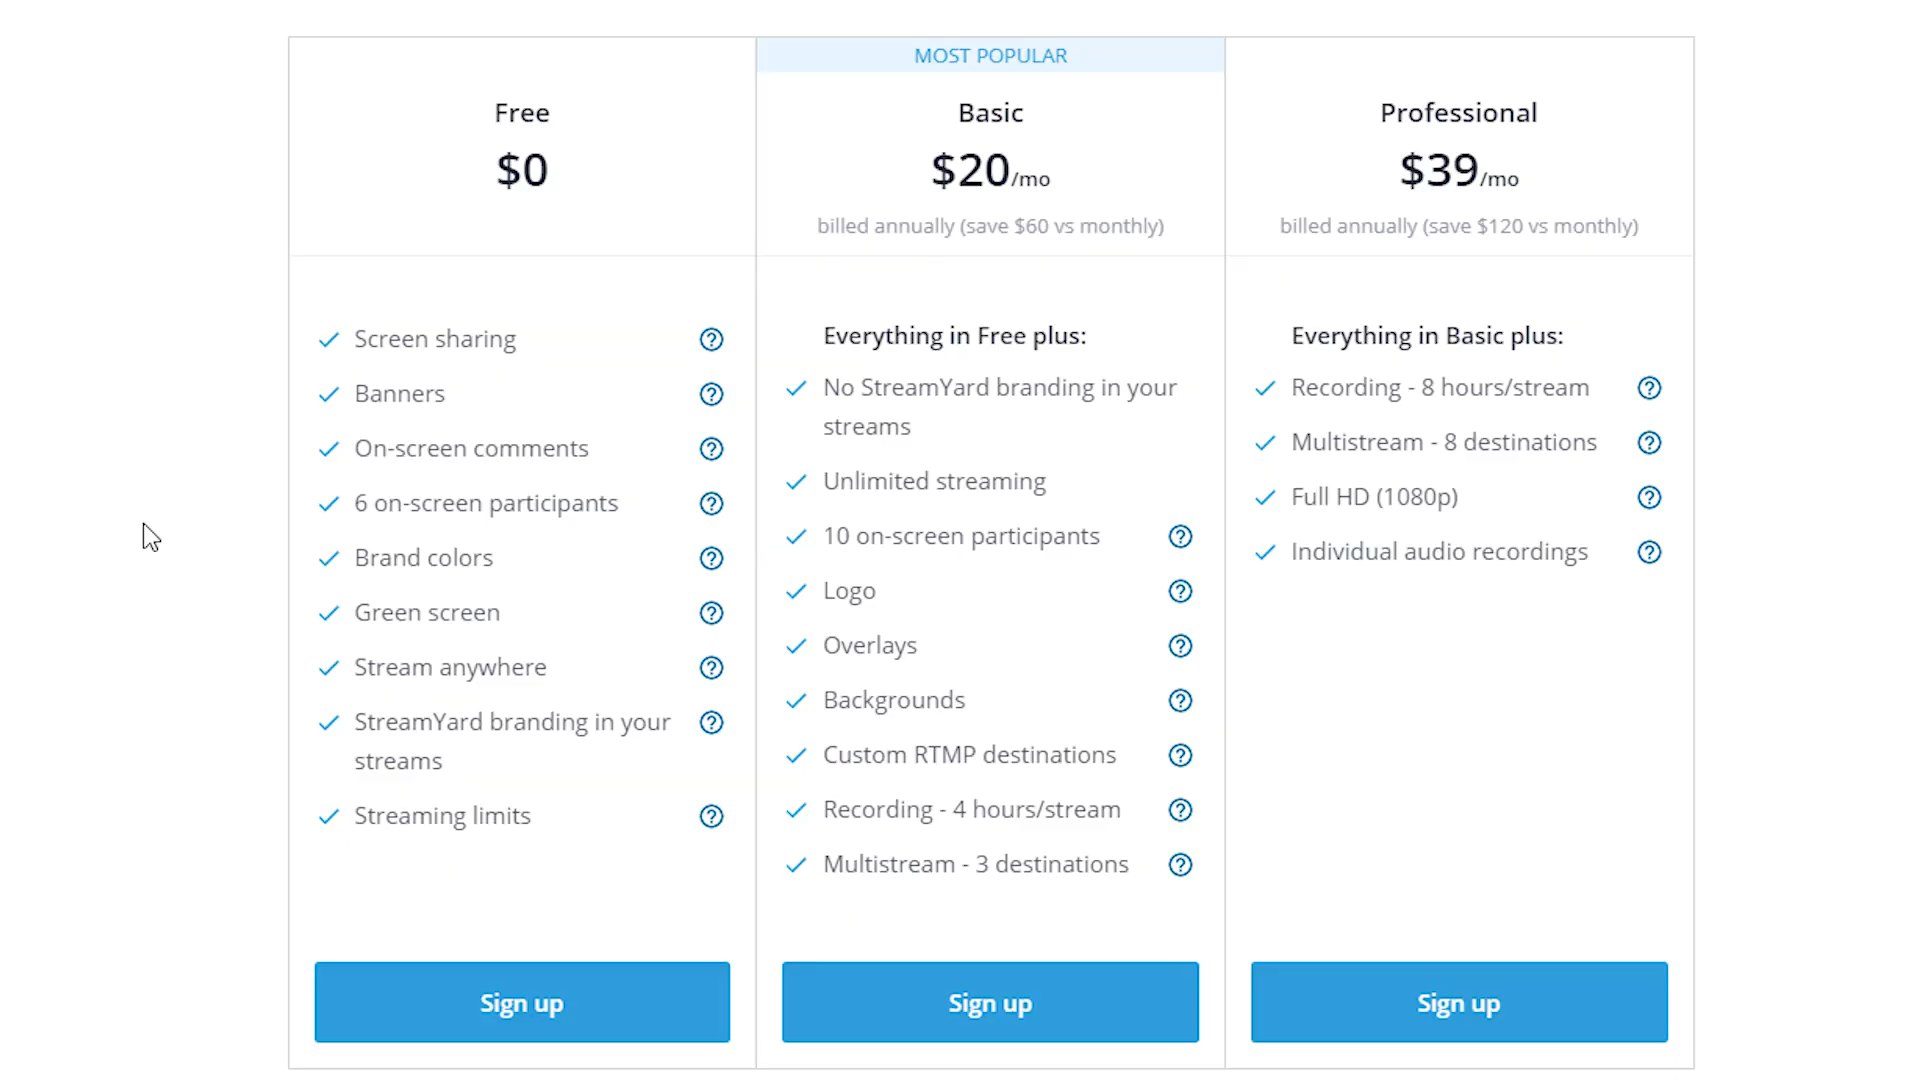 Free
$0
Screen sharing
Banners
On-screen comments
6 on-screen participants
Brand colors
Green screen
Stream anywhere
StreamYard branding in your
streams
Streaming limits
Sign up
MOST POPULAR
Basic
$20/mo
billed annually (save $60 vs monthly)
Everything in Free plus:
No StreamYard branding in your
streams
Unlimited streaming
10 on-screen participants
Logo
Overlays
Backgrounds
Custom RTMP destinations
Recording - 4 hours/stream
Multistream - 3 destinations
Sign up
Professional
$39/mo
billed annually (save $120 vs monthly)
Everything in Basic plus:
Recording - 8 hours/stream
Multistream - 8 destinations
Full HD (1080p)
Individual audio recordings
Sign up